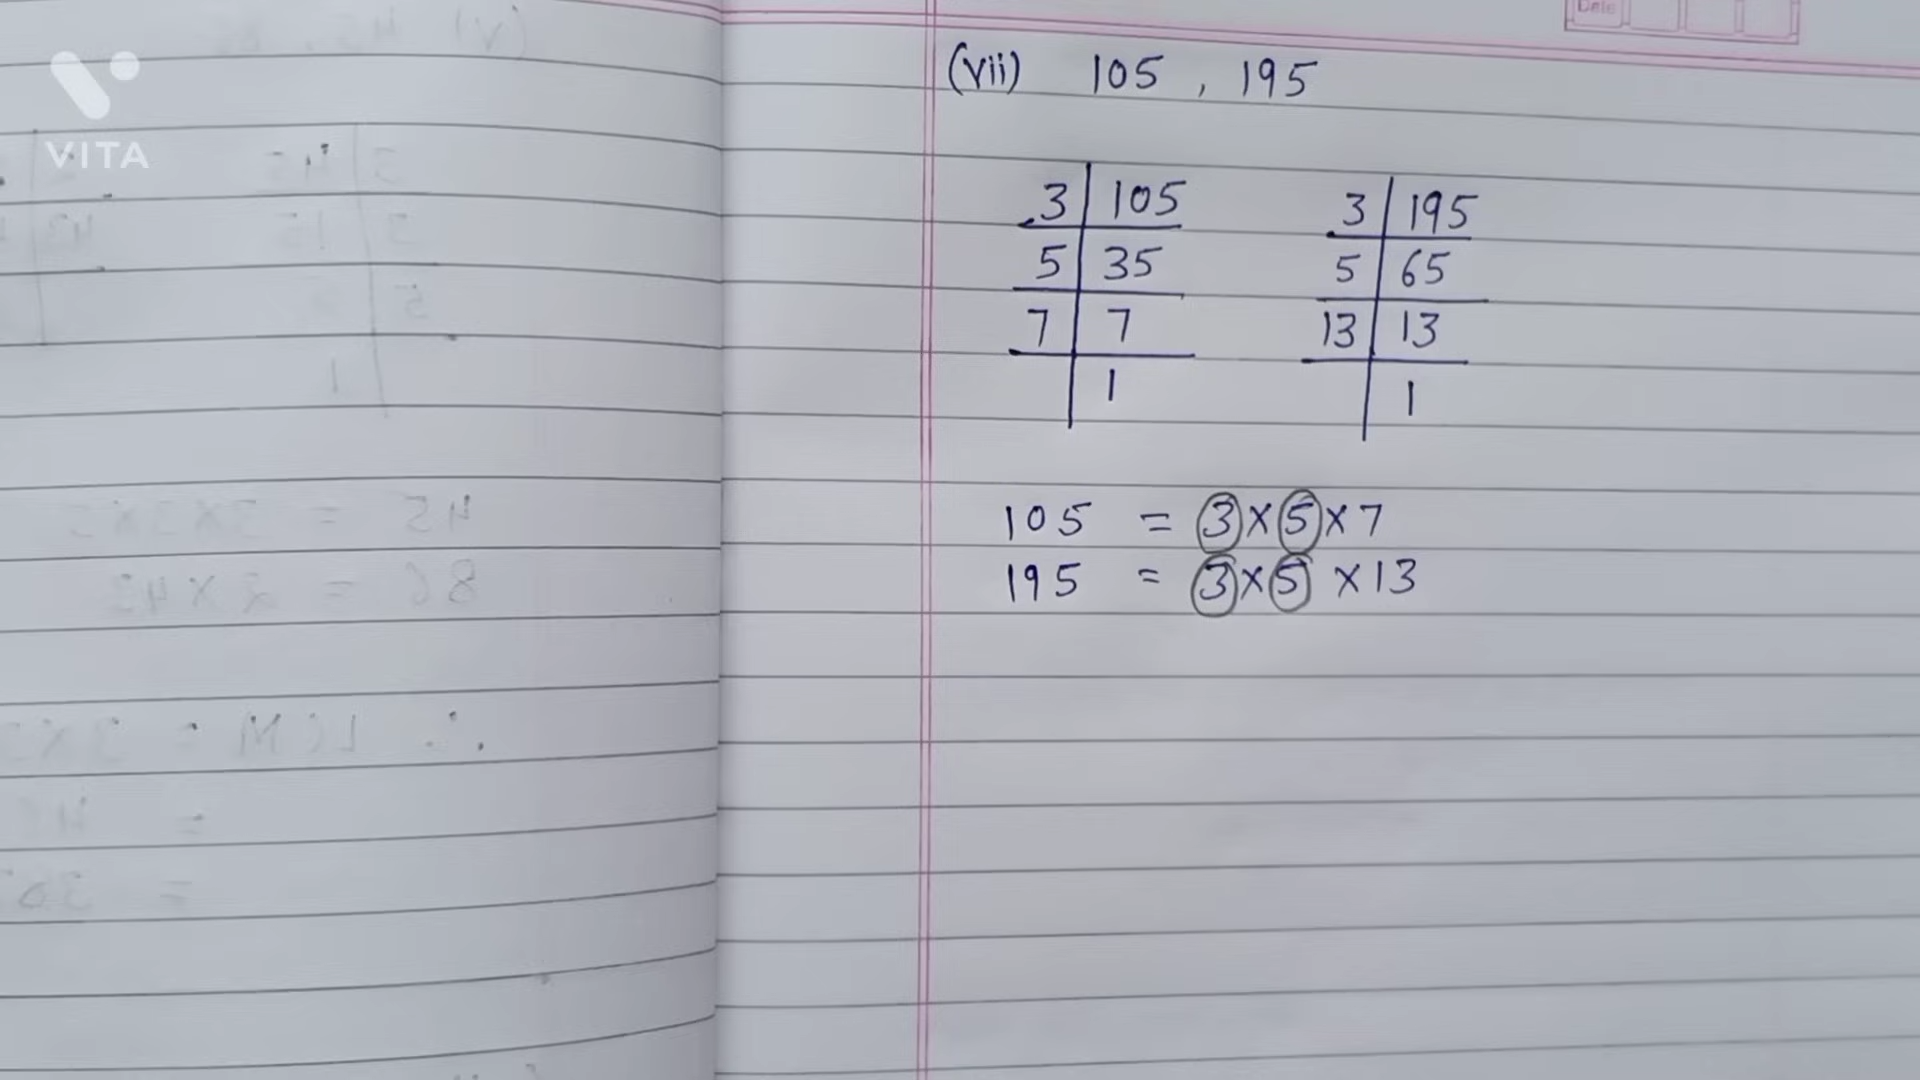 VITA
Date
(vii) 105 , 195
3 | 105   3 | 195
5 | 35   5 | 65
7 | 7   13 | 13
1   1
105 = 3 × 5 × 7
195 = 3 × 5 × 13